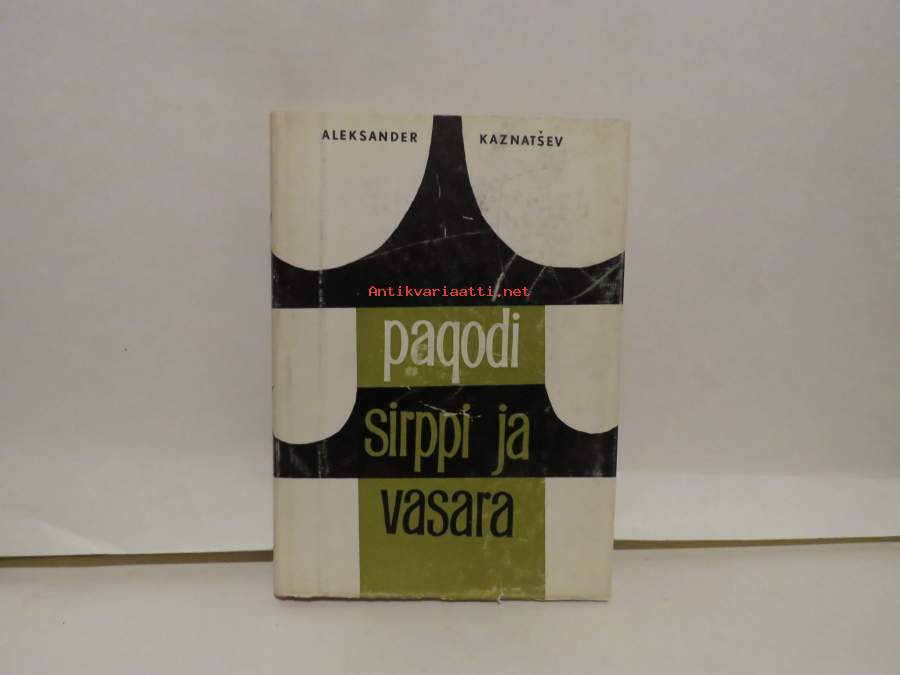 ALEKSANDER KAZNATŠEV
Antikvariaatti.net
pagodi
sirppi ja
vasara